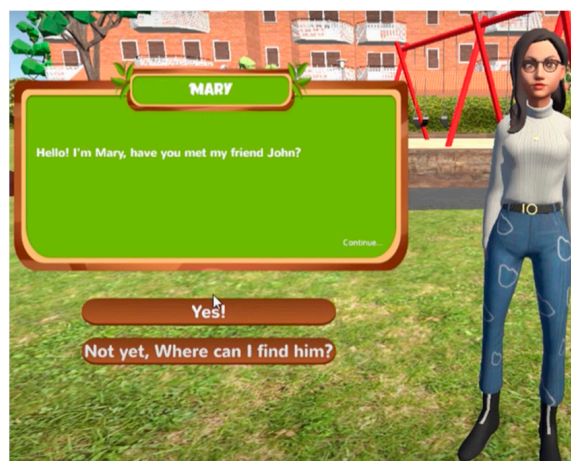 MARY
Hello! I'm Mary, have you met my friend John?
Continue...
Yes!
Not yet, Where can I find him?